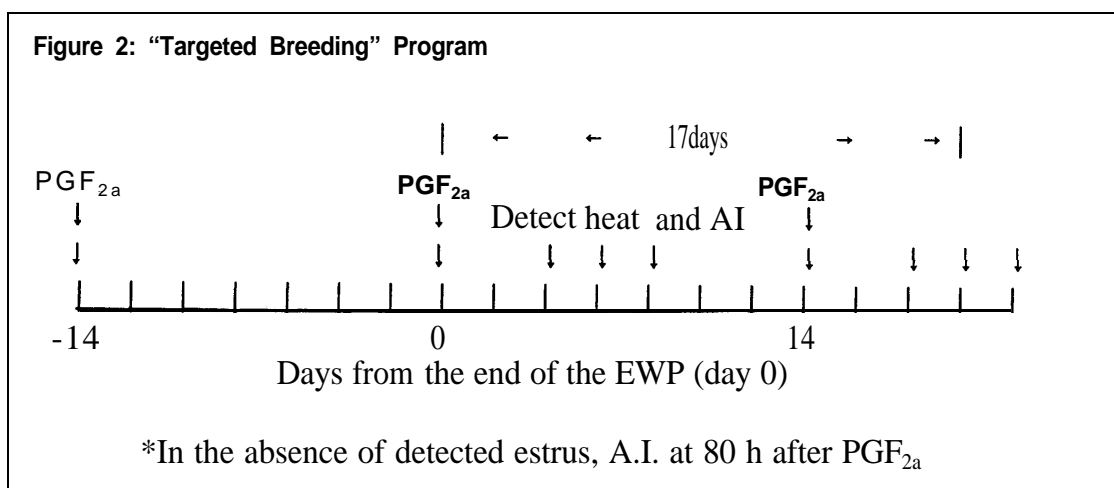 Figure 2: “Targeted Breeding” Program
17days
PGF2a PGF2a PGF2a
Detect heat and AI
-14 0 14
Days from the end of the EWP (day 0)
*In the absence of detected estrus, A.I. at 80 h after PGF2a